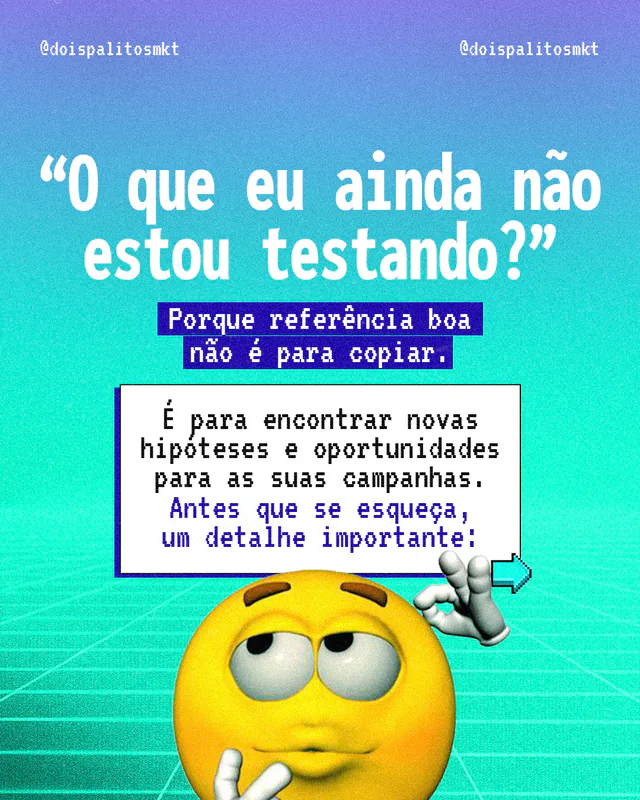 @doispalitosmkt
@doispalitosmkt
“O que eu ainda não
estou testando?”
Porque referência boa
não é para copiar.
É para encontrar novas
hipóteses e oportunidades
para as suas campanhas.
Antes que se esqueça,
um detalhe importante: